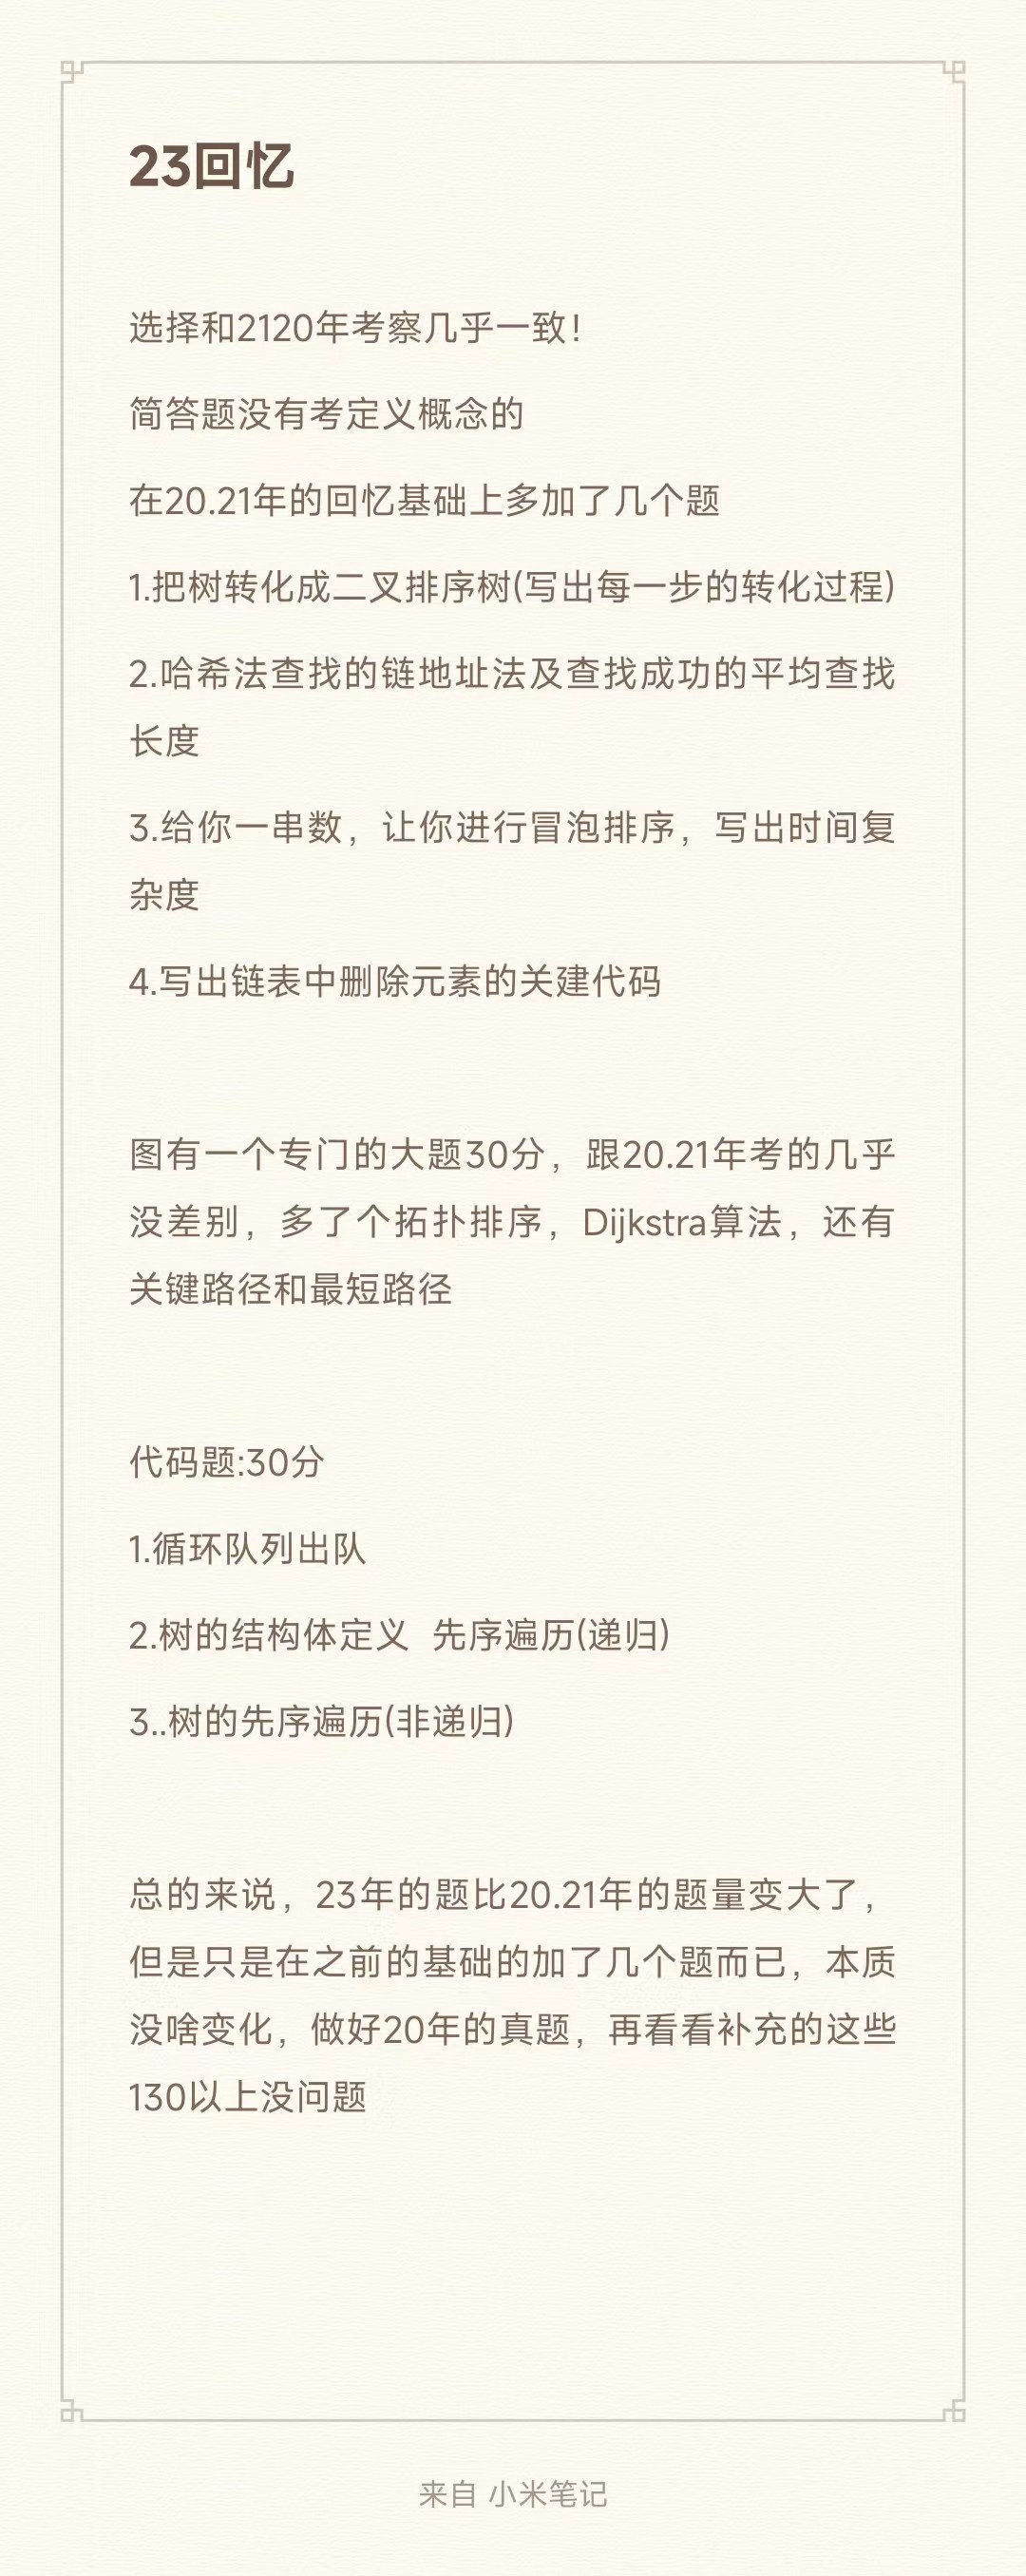 23回忆
选择和2120年考察几乎一致！
简答题没有考定义概念的
在20.21年的回忆基础上多加了几个题
1.把树转化成二叉排序树(写出每一步的转化过程)
2.哈希法查找的链地址法及查找成功的平均查找
长度
3.给你一串数，让你进行冒泡排序，写出时间复
杂度
4.写出链表中删除元素的关建代码
图有一个专门的大题30分，跟20.21年考的几乎
没差别，多了个拓扑排序，Dijkstra算法，还有
关键路径和最短路径
代码题:30分
1.循环队列出队
2.树的结构体定义  先序遍历(递归)
3..树的先序遍历(非递归)
总的来说，23年的题比20.21年的题量变大了，
但是只是在之前的基础的加了几个题而已，本质
没啥变化，做好20年的真题，再看看补充的这些
130以上没问题
来自 小米笔记